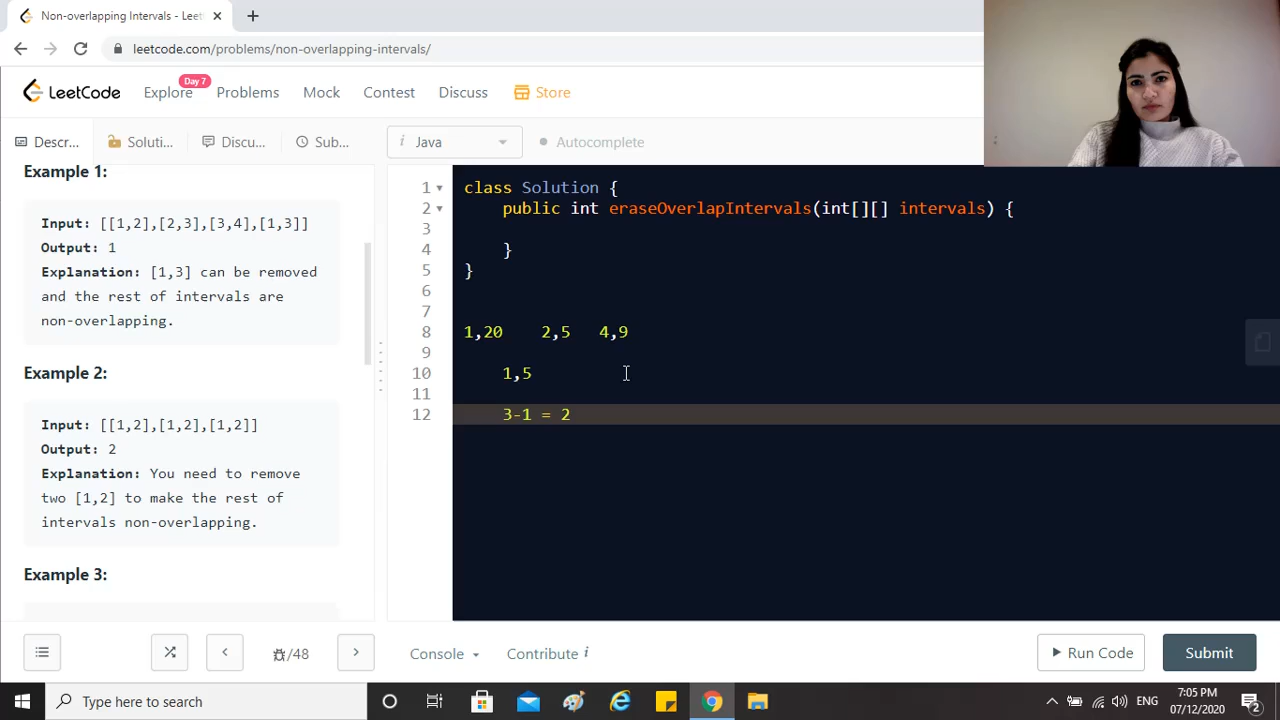 Non-overlapping Intervals - Leet
leetcode.com/problems/non-overlapping-intervals/
LeetCode Explore Day 7 Problems Mock Contest Discuss Store
Descr... Soluti... Discu... Sub... i Java Autocomplete
Example 1:
Input: [[1,2],[2,3],[3,4],[1,3]]
Output: 1
Explanation: [1,3] can be removed
and the rest of intervals are
non-overlapping.
Example 2:
Input: [[1,2],[1,2],[1,2]]
Output: 2
Explanation: You need to remove
two [1,2] to make the rest of
intervals non-overlapping.
Example 3:
1 class Solution {
2 public int eraseOverlapIntervals(int[][] intervals) {
3
4 }
5 }
6
7
8 1,20 2,5 4,9
9
10 1,5
11
12 3-1 = 2
/48 Console Contribute i Run Code Submit
Type here to search
ENG
7:05 PM
07/12/2020
2